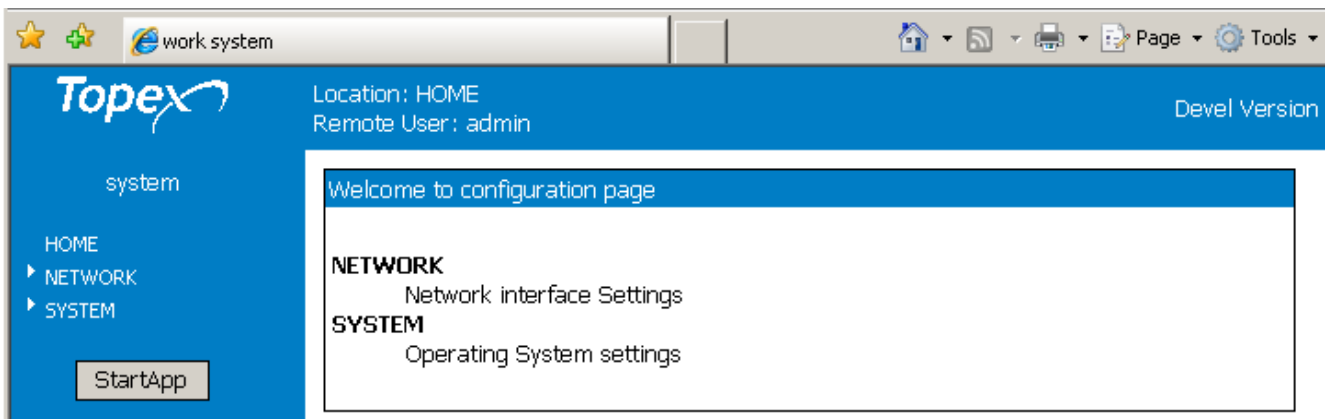 work system
Page
Tools
Topex
Location: HOME
Remote User: admin
Devel Version
system
HOME
NETWORK
SYSTEM
StartApp
Welcome to configuration page
NETWORK
Network interface Settings
SYSTEM
Operating System settings